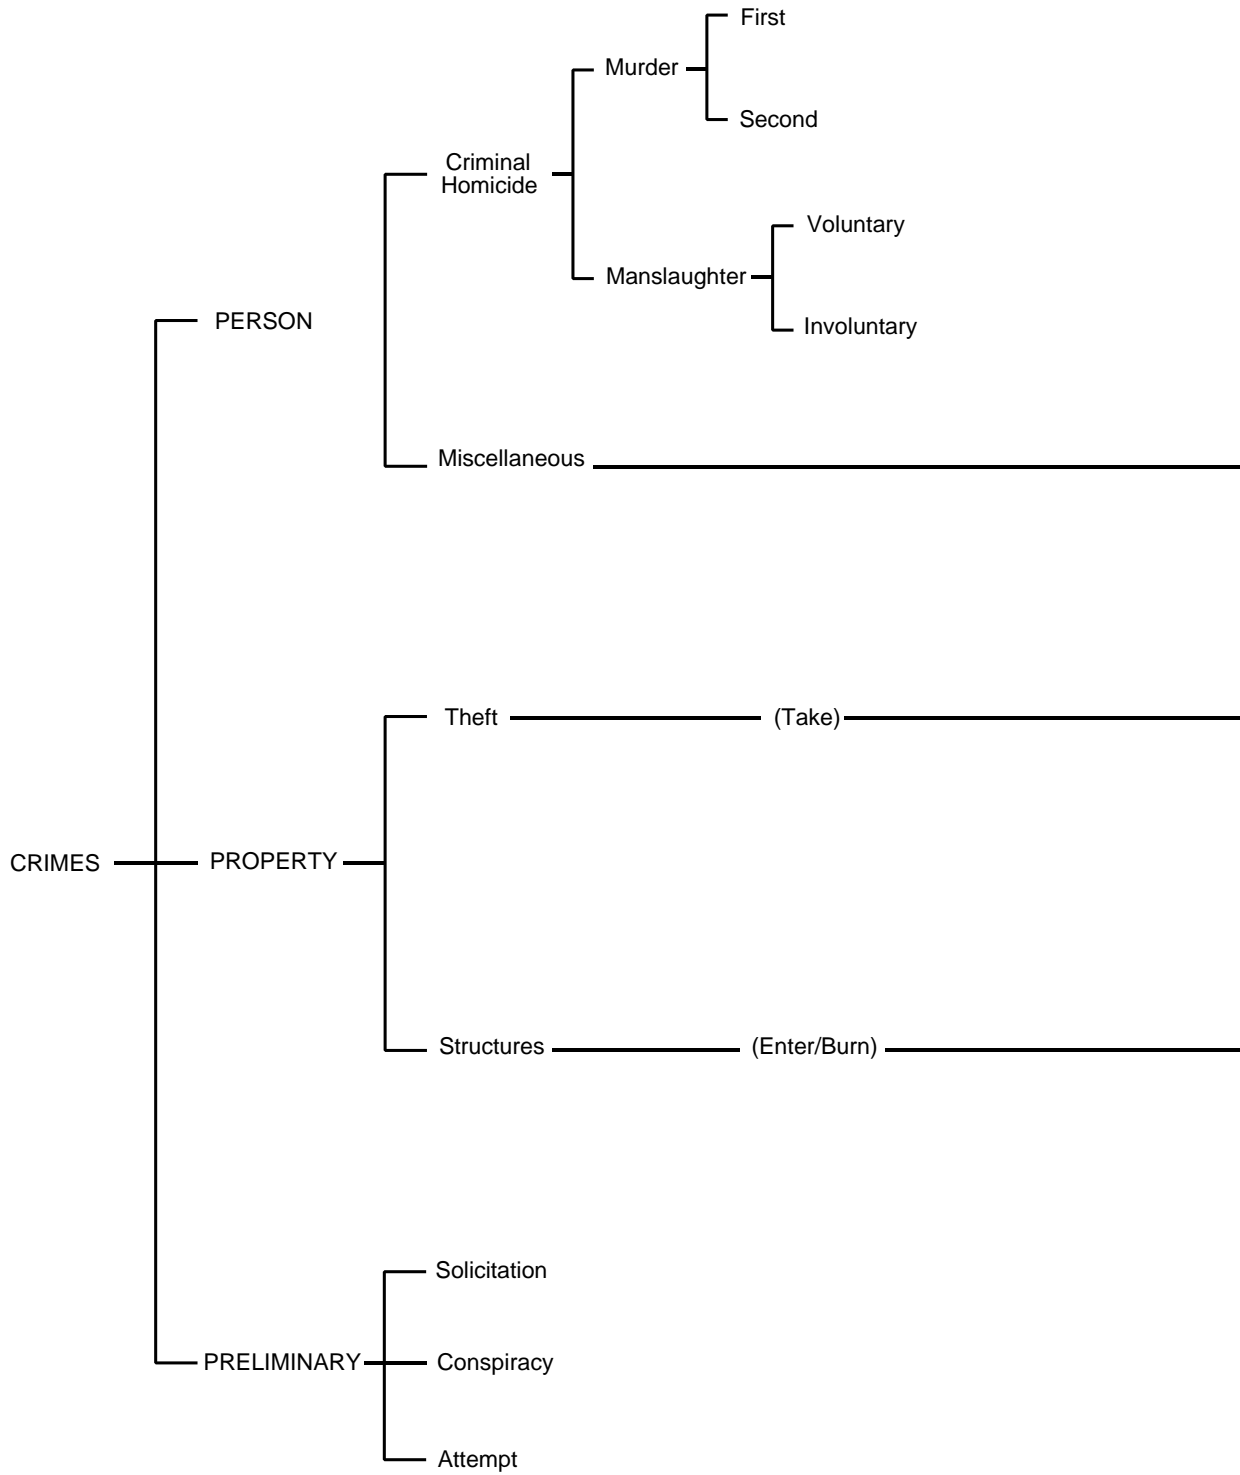 First
Murder
Second
Criminal
Homicide
Voluntary
Manslaughter
Involuntary
PERSON
Miscellaneous
Theft
(Take)
CRIMES
PROPERTY
Structures
(Enter/Burn)
Solicitation
PRELIMINARY
Conspiracy
Attempt